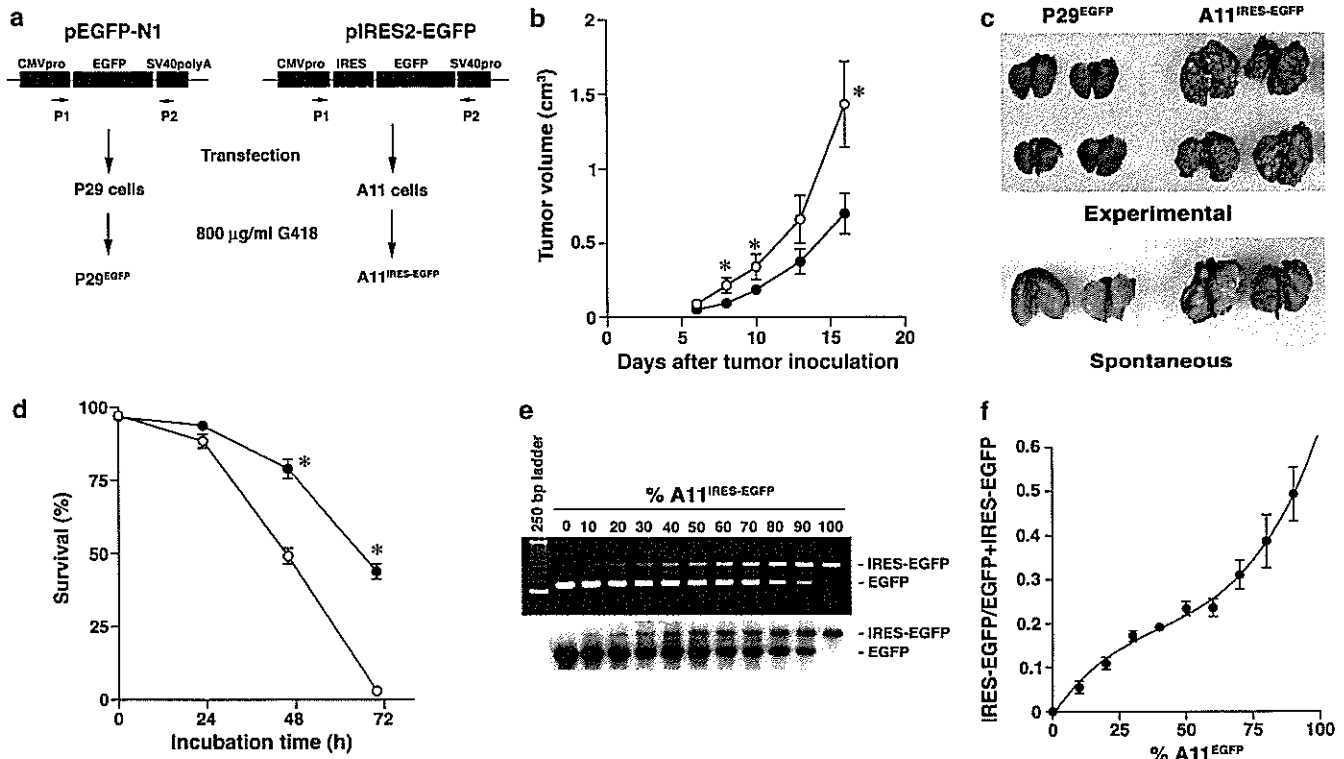 a
pEGFP-N1
pIRES2-EGFP
CMVpro EGFP SV40polyA
CMVpro IRES EGFP SV40pro
P1 P2
P1 P2
Transfection
P29 cells
A11 cells
800 µg/ml G418
P29EGFP
A11IRES-EGFP
b
Tumor volume (cm³)
1.5
1
0.5
0
0 5 10 15 20
* * *
Days after tumor inoculation
c
P29EGFP
A11IRES-EGFP
Experimental
Spontaneous
d
Survival (%)
100
75
50
25
0
0 24 48 72
* *
Incubation time (h)
e
250 bp ladder
% A11IRES-EGFP
0 10 20 30 40 50 60 70 80 90 100
- IRES-EGFP
- EGFP
- IRES-EGFP
- EGFP
f
IRES-EGFP/EGFP+IRES-EGFP
0.6
0.5
0.4
0.3
0.2
0.1
0
0 25 50 75 100
% A11EGFP